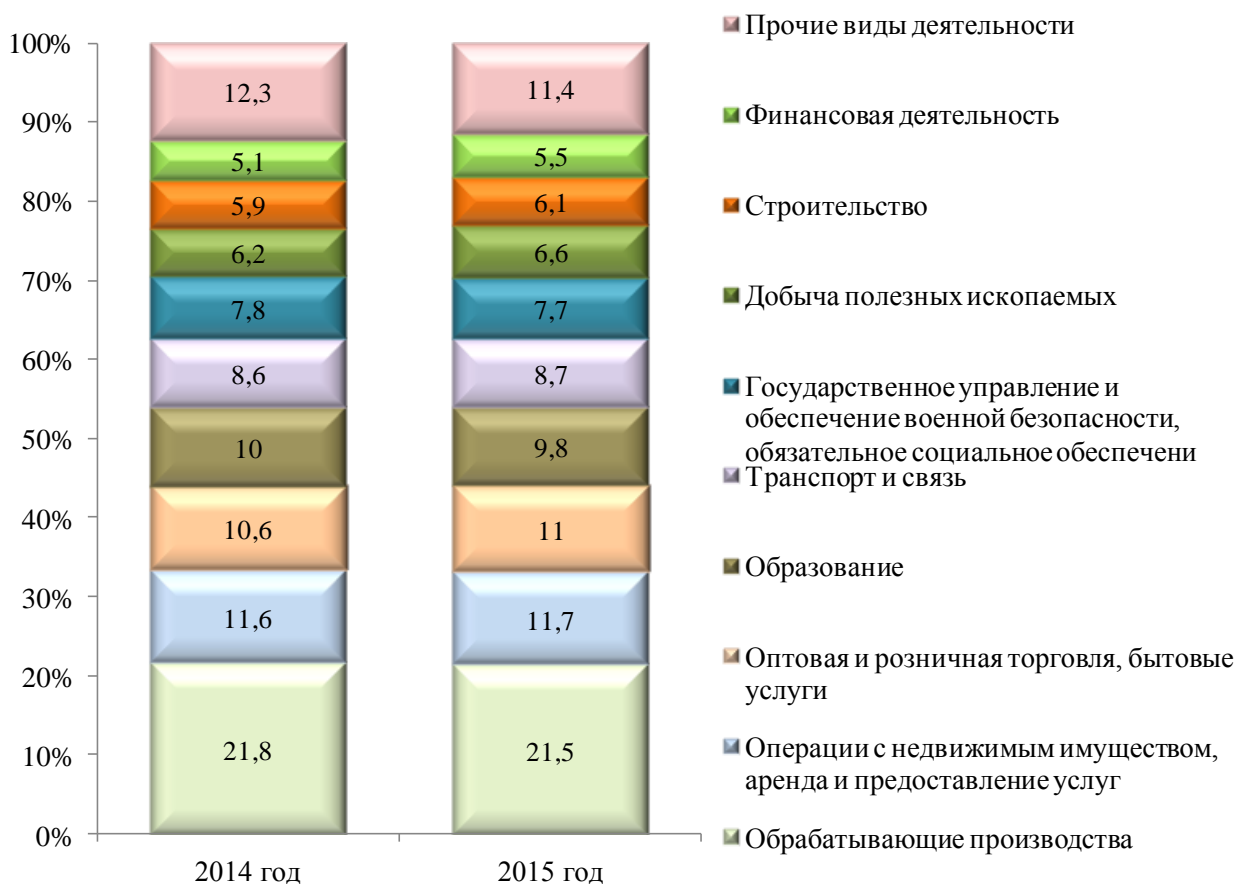 100%
90%
80%
70%
60%
50%
40%
30%
20%
10%
0%
12,3
5,1
5,9
6,2
7,8
8,6
10
10,6
11,6
21,8
2014 год
11,4
5,5
6,1
6,6
7,7
8,7
9,8
11
11,7
21,5
2015 год
Прочие виды деятельности
Финансовая деятельность
Строительство
Добыча полезных ископаемых
Государственное управление и
обеспечение военной безопасности,
обязательное социальное обеспечени
Транспорт и связь
Образование
Оптовая и розничная торговля, бытовые
услуги
Операции с недвижимым имуществом,
аренда и предоставление услуг
Обрабатывающие производства